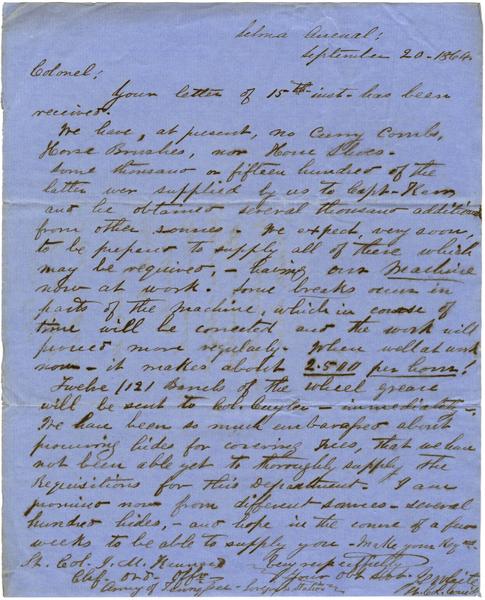 Selma Arsenal:
September 20 - 1864.
Colonel:
Your letter of 15th inst. has been
received.
We have, at present, no Curry Combs,
Horse Brushes, nor Horse Shoes.
Some thousand or fifteen hundred of the
latter wer supplied by us to Capt.
and he obtained several thousand additional
from other sources. We expect, very soon,
to be prepared to supply all of these which
may be required, - having our Machine
now at work. Some breaks occur in
parts of the machine, which in course of
time will be corrected and the work will
proceed more regularly. When well at work
now - it makes about 2.500 per hour!
Twelve (12) Barrels of the wheel grease
will be sent to Col. Cuyler - immediately -
We have been so much embarrassed about
procuring hides for covering trees, that we have
not been able yet to thoroughly supply the
Requisitions for this Department. I am
promised now from different sources - several
hundred hides, - and hope in the course of a few
weeks to be able to supply you - Make your Reqns
Lt. Col. J. M. Kennard
Very respectfully
Your obt svt.
Chf. Ord. Offr
Army of Tennessee